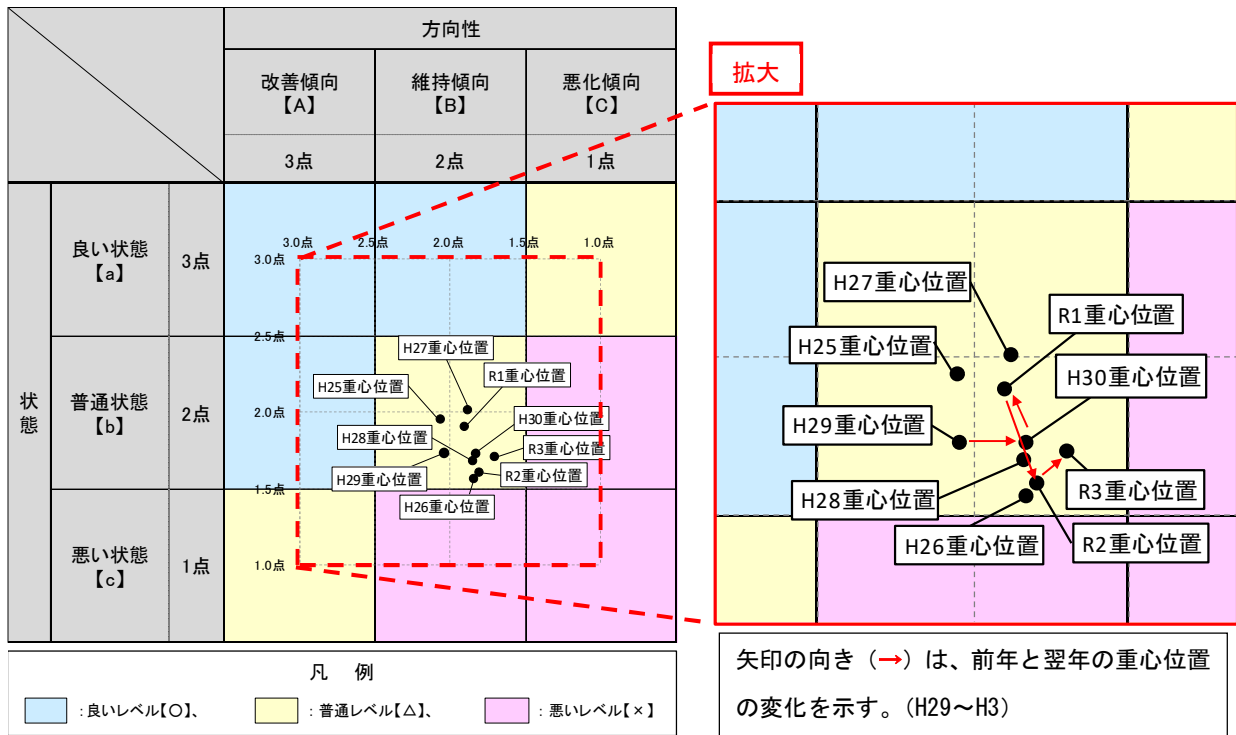 方向性
改善傾向
【A】
維持傾向
【B】
悪化傾向
【C】
3点
2点
1点
状態
良い状態
【a】
3点
普通状態
【b】
2点
悪い状態
【c】
1点
3.0点
2.5点
2.0点
1.5点
1.0点
3.0点
2.5点
2.0点
1.5点
1.0点
H27重心位置
H25重心位置
R1重心位置
H28重心位置
H30重心位置
R3重心位置
H29重心位置
R2重心位置
H26重心位置
凡 例
：良いレベル【〇】、
：普通レベル【△】、
：悪いレベル【×】
拡大
H27重心位置
R1重心位置
H25重心位置
H30重心位置
H29重心位置
H28重心位置
R3重心位置
H26重心位置
R2重心位置
矢印の向き（→）は、前年と翌年の重心位置
の変化を示す。（H29～H3）